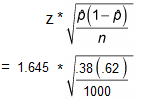 z * √(p̂(1−p̂)/n)
= 1.645 * √(.38(.62)/1000)